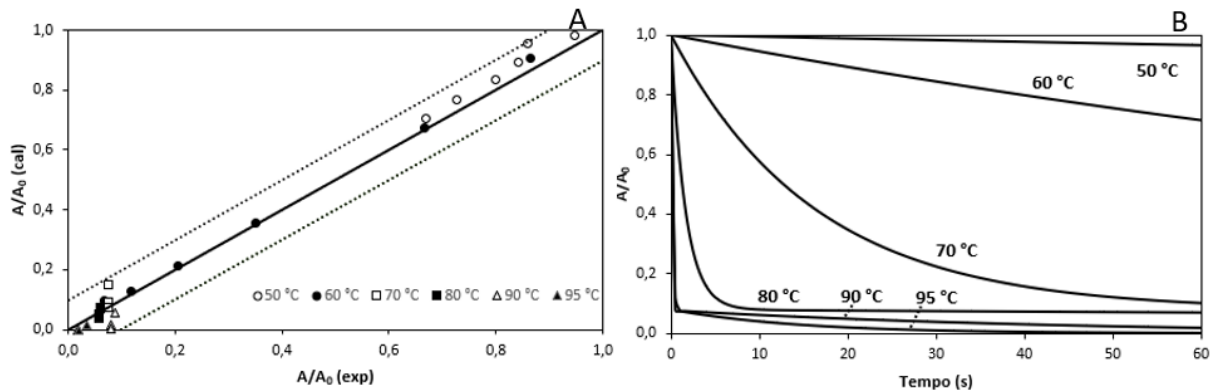 A
1,0
0,8
0,6
0,4
0,2
0,0
A/A₀ (cal)
50 °C 60 °C 70 °C 80 °C 90 °C 95 °C
0,0 0,2 0,4 0,6 0,8 1,0
A/A₀ (exp)
B
1,0
0,8
0,6
0,4
0,2
0,0
A/A₀
50 °C
60 °C
70 °C
80 °C 90 °C 95 °C
0 10 20 30 40 50 60
Tempo (s)